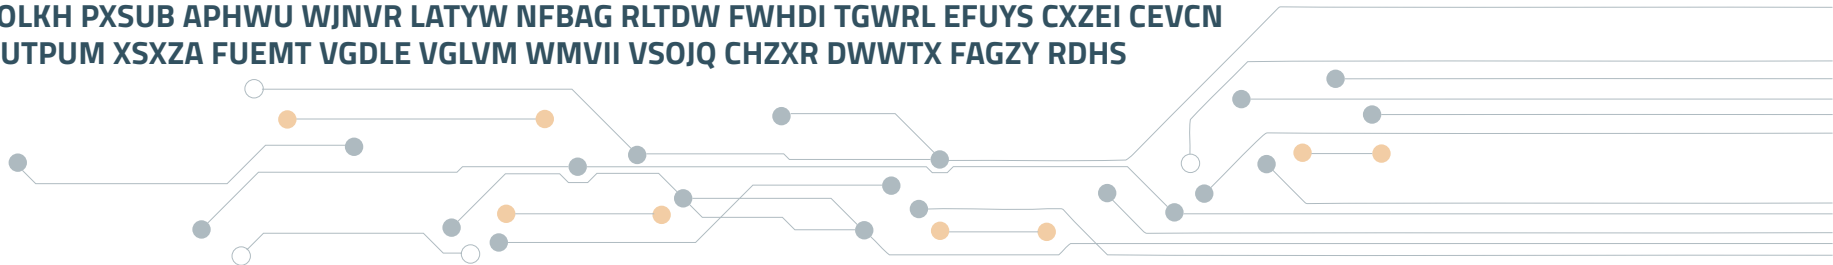 OLKH PXSUB APHWU WJNVR LATYW NFBAG RLTDW FWHDI TGWRL EFUYS CXZEI CEVCN
UTPUM XSXZA FUEMT VGDLE VGLVM WMVII VSOJQ CHZXR DWWTX FAGZY RDHS